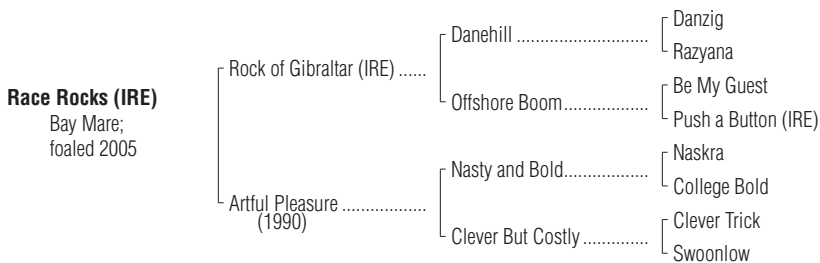 Race Rocks (IRE)
Bay Mare;
foaled 2005
Rock of Gibraltar (IRE) ......
Artful Pleasure ...................
(1990)
Danehill ..............................
Offshore Boom...................
Nasty and Bold...................
Clever But Costly ...............
Danzig
Razyana
Be My Guest
Push a Button (IRE)
Naskra
College Bold
Clever Trick
Swoonlow